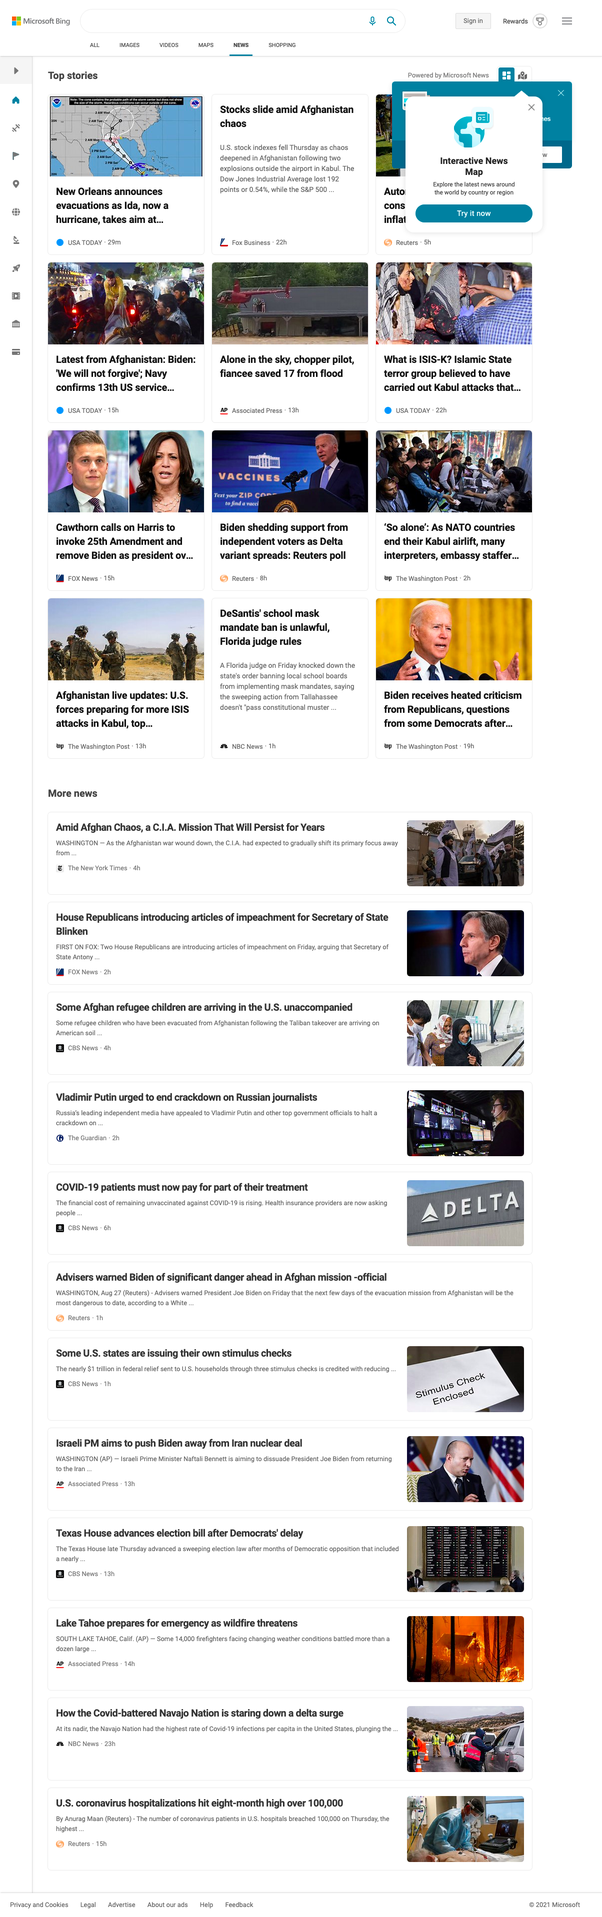 Microsoft Bing
Sign in
Rewards
ALL
IMAGES
VIDEOS
MAPS
NEWS
SHOPPING
Top stories
Powered by Microsoft News
Interactive News
Map
Explore the latest news around
the world by country or region
Try it now
New Orleans announces
evacuations as Ida, now a
hurricane, takes aim at...
USA TODAY · 29m
Stocks slide amid Afghanistan
chaos
U.S. stock indexes fell Thursday as chaos
deepened in Afghanistan following two
explosions outside the airport in Kabul. The
Dow Jones Industrial Average lost 192
points or 0.54%, while the S&P 500 ...
Fox Business · 22h
Reuters · 5h
Latest from Afghanistan: Biden:
'We will not forgive'; Navy
confirms 13th US service...
USA TODAY · 15h
Alone in the sky, chopper pilot,
fiancee saved 17 from flood
AP Associated Press · 13h
What is ISIS-K? Islamic State
terror group believed to have
carried out Kabul attacks that...
USA TODAY · 22h
Cawthorn calls on Harris to
invoke 25th Amendment and
remove Biden as president ov...
FOX News · 15h
VACCINES
Text your ZIP CO
to find a vacci
Biden shedding support from
independent voters as Delta
variant spreads: Reuters poll
Reuters · 8h
'So alone': As NATO countries
end their Kabul airlift, many
interpreters, embassy staffer...
wp The Washington Post · 2h
Afghanistan live updates: U.S.
forces preparing for more ISIS
attacks in Kabul, top...
wp The Washington Post · 13h
DeSantis' school mask
mandate ban is unlawful,
Florida judge rules
A Florida judge on Friday knocked down the
state's order banning local school boards
from implementing mask mandates, saying
the sweeping action from Tallahassee
doesn't "pass constitutional muster ...
NBC News · 1h
Biden receives heated criticism
from Republicans, questions
from some Democrats after...
wp The Washington Post · 19h
More news
Amid Afghan Chaos, a C.I.A. Mission That Will Persist for Years
WASHINGTON — As the Afghanistan war wound down, the C.I.A. had expected to gradually shift its primary focus away
from ...
The New York Times · 4h
House Republicans introducing articles of impeachment for Secretary of State
Blinken
FIRST ON FOX: Two House Republicans are introducing articles of impeachment on Friday, arguing that Secretary of
State Antony ...
FOX News · 2h
Some Afghan refugee children are arriving in the U.S. unaccompanied
Some refugee children who have been evacuated from Afghanistan following the Taliban takeover are arriving on
American soil ...
CBS News · 4h
Vladimir Putin urged to end crackdown on Russian journalists
Russia's leading independent media have appealed to Vladimir Putin and other top government officials to halt a
crackdown on ...
The Guardian · 2h
COVID-19 patients must now pay for part of their treatment
The financial cost of remaining unvaccinated against COVID-19 is rising. Health insurance providers are now asking
people ...
CBS News · 6h
DELTA
Advisers warned Biden of significant danger ahead in Afghan mission -official
WASHINGTON, Aug 27 (Reuters) - Advisers warned President Joe Biden on Friday that the next few days of the evacuation mission from Afghanistan will be the
most dangerous to date, according to a White ...
Reuters · 1h
Some U.S. states are issuing their own stimulus checks
The nearly $1 trillion in federal relief sent to U.S. households through three stimulus checks is credited with reducing ...
CBS News · 1h
Stimulus Check
Enclosed
Israeli PM aims to push Biden away from Iran nuclear deal
WASHINGTON (AP) — Israeli Prime Minister Naftali Bennett is aiming to dissuade President Joe Biden from returning
to the Iran ...
AP Associated Press · 13h
Texas House advances election bill after Democrats' delay
The Texas House late Thursday advanced a sweeping election law after months of Democratic opposition that included
a nearly ...
CBS News · 13h
Lake Tahoe prepares for emergency as wildfire threatens
SOUTH LAKE TAHOE, Calif. (AP) — Some 14,000 firefighters facing changing weather conditions battled more than a
dozen large ...
AP Associated Press · 14h
How the Covid-battered Navajo Nation is staring down a delta surge
At its nadir, the Navajo Nation had the highest rate of Covid-19 infections per capita in the United States, plunging the ...
NBC News · 23h
U.S. coronavirus hospitalizations hit eight-month high over 100,000
By Anurag Maan (Reuters) - The number of coronavirus patients in U.S. hospitals breached 100,000 on Thursday, the
highest ...
Reuters · 15h
Privacy and Cookies
Legal
Advertise
About our ads
Help
Feedback
© 2021 Microsoft